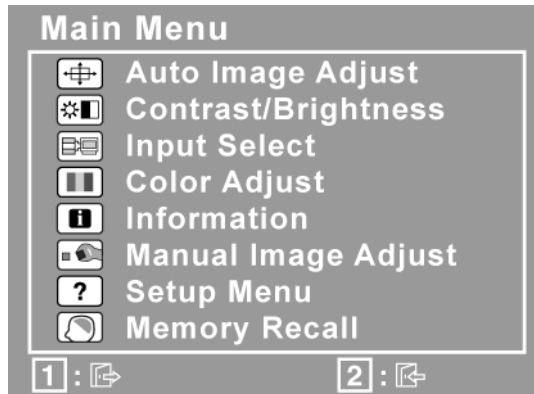 Main Menu
Auto Image Adjust
Contrast/Brightness
Input Select
Color Adjust
Information
Manual Image Adjust
Setup Menu
Memory Recall
1 : 2 :